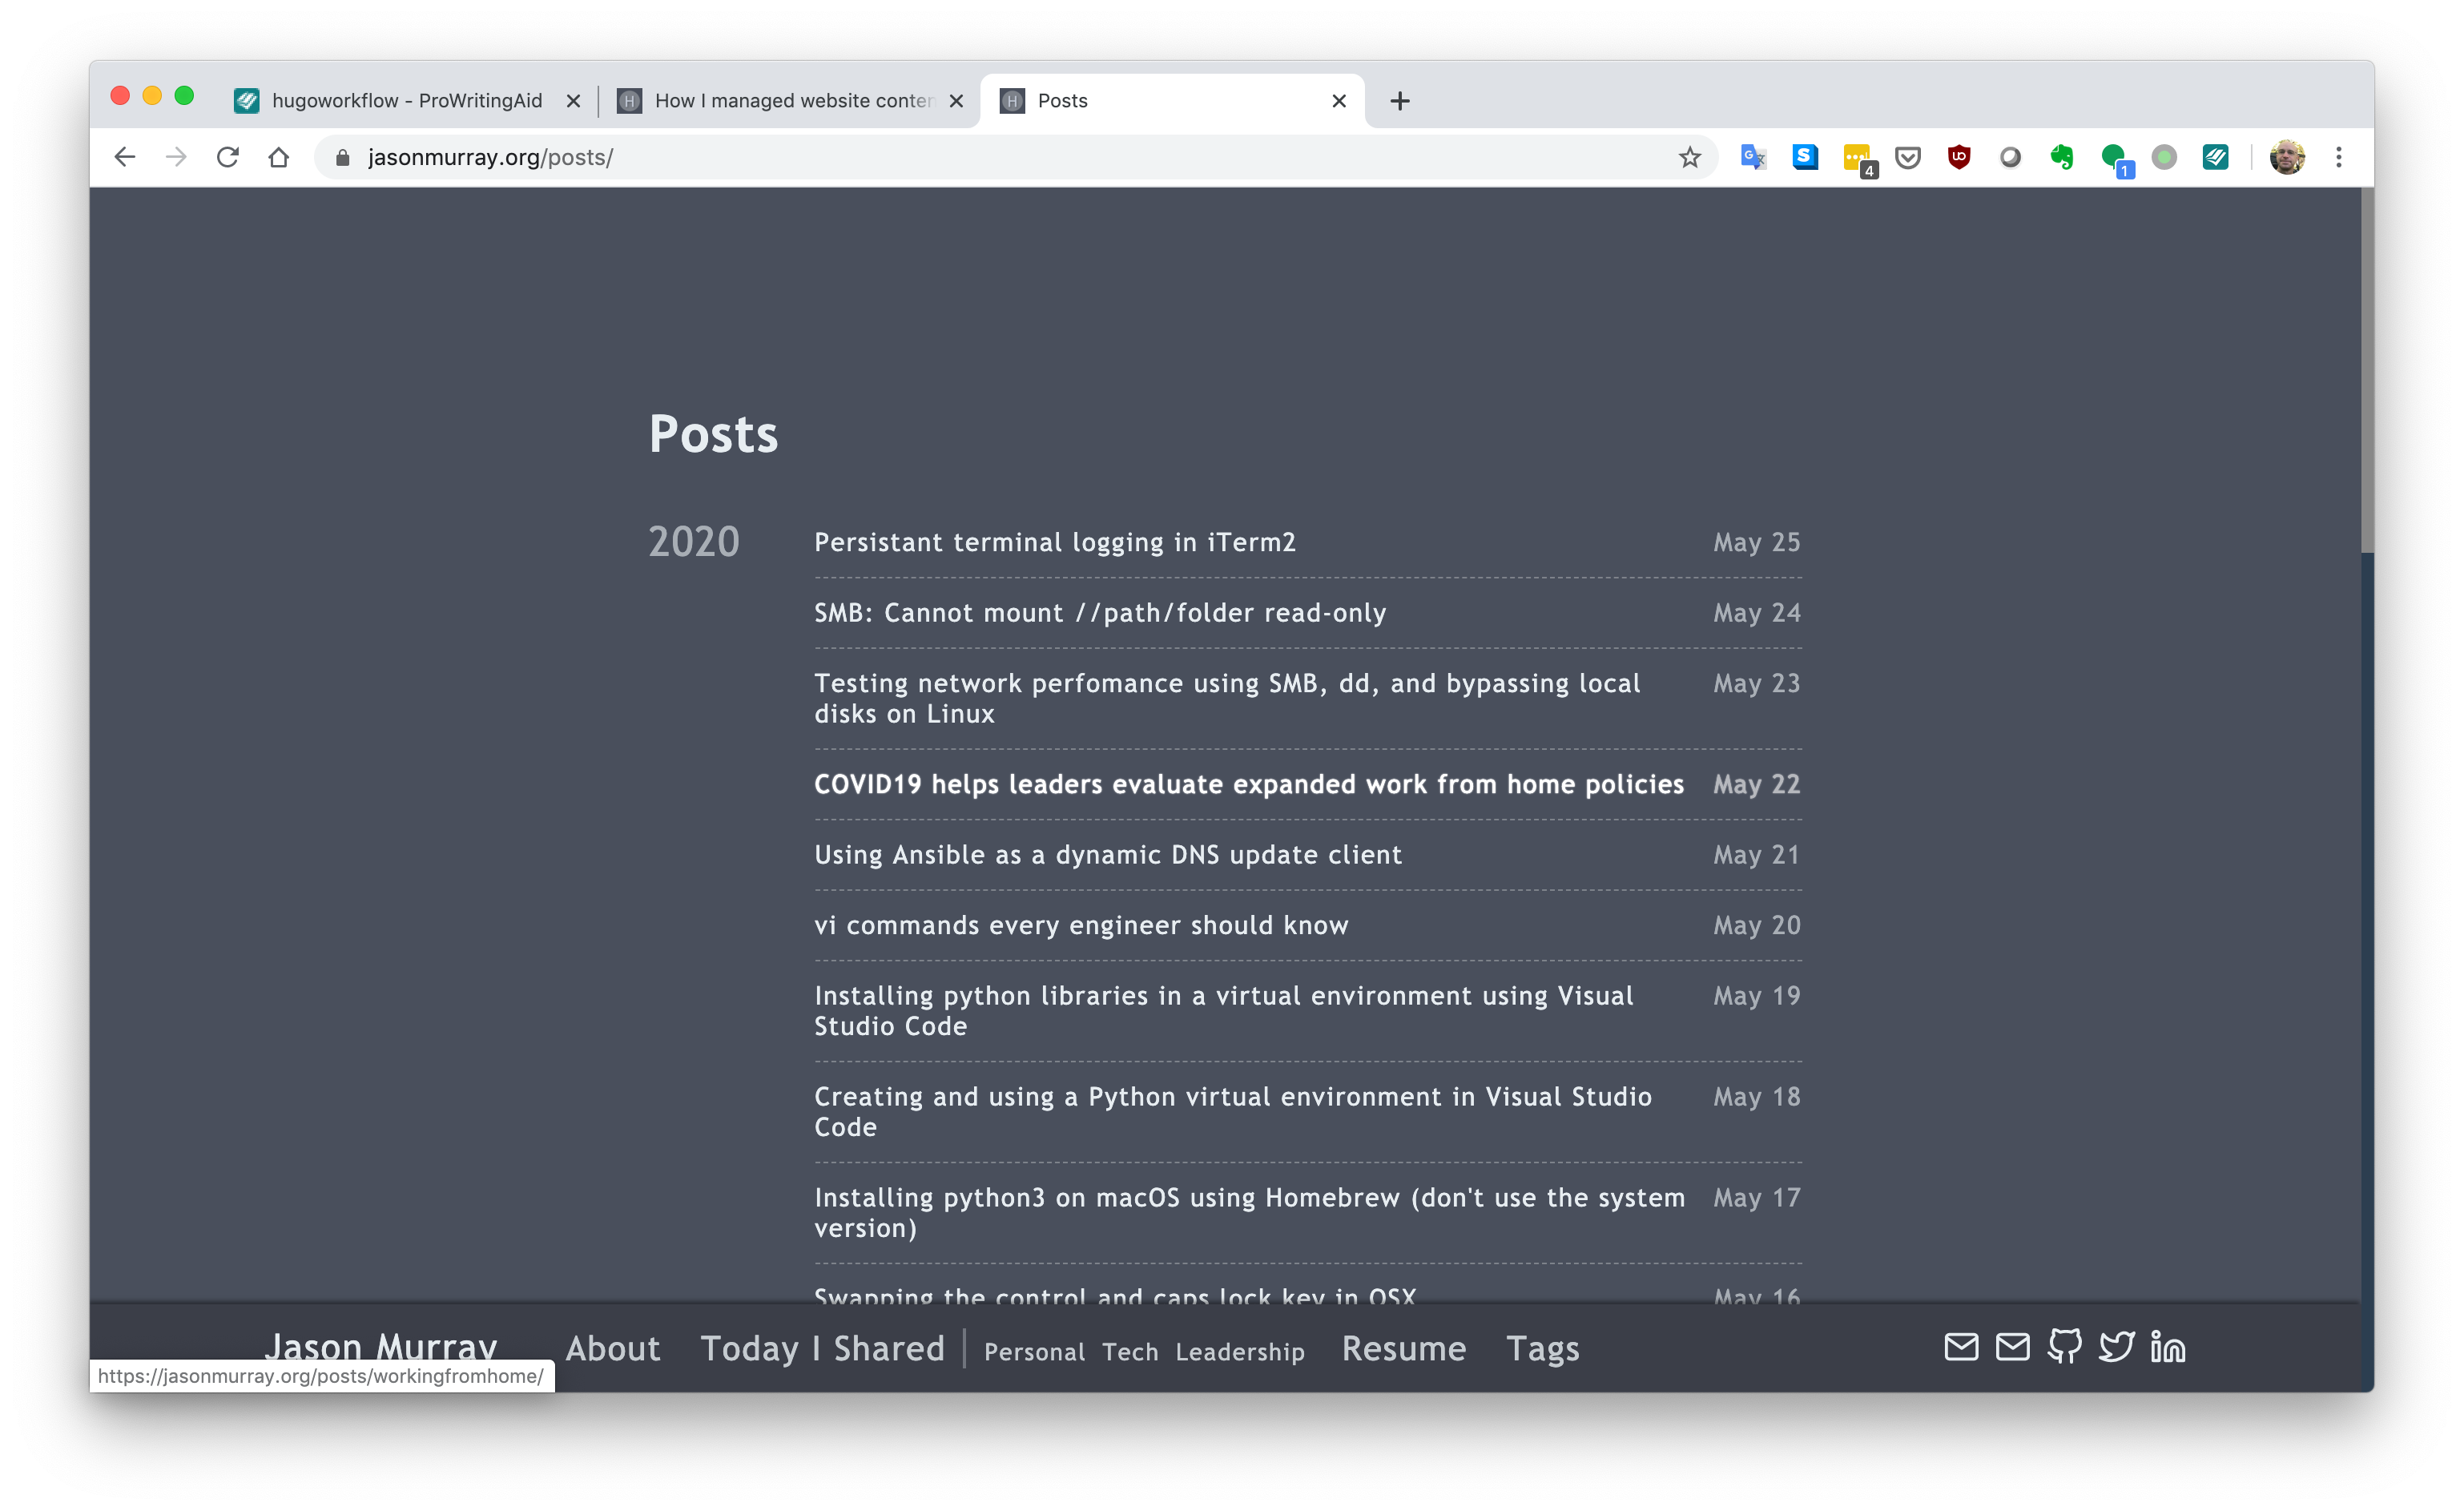 hugoworkflow - ProWritingAid
How I managed website conten
Posts
jasonmurray.org/posts/
4
1
Posts
2020
Persistant terminal logging in iTerm2 May 25
SMB: Cannot mount //path/folder read-only May 24
Testing network perfomance using SMB, dd, and bypassing local May 23
disks on Linux
COVID19 helps leaders evaluate expanded work from home policies May 22
Using Ansible as a dynamic DNS update client May 21
vi commands every engineer should know May 20
Installing python libraries in a virtual environment using Visual May 19
Studio Code
Creating and using a Python virtual environment in Visual Studio May 18
Code
Installing python3 on macOS using Homebrew (don't use the system May 17
version)
Swapping the control and caps lock key in OSX May 16
Jason Murray About Today I Shared Personal Tech Leadership Resume Tags
https://jasonmurray.org/posts/workingfromhome/